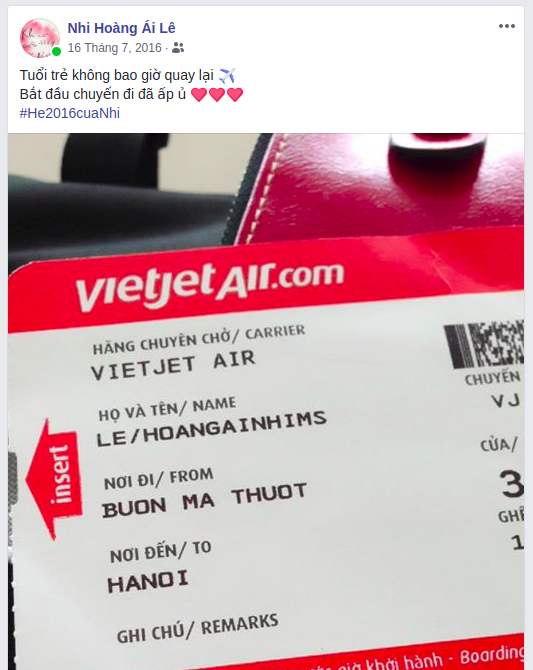 Nhi Hoàng Ái Lê
16 Tháng 7, 2016
Tuổi trẻ không bao giờ quay lại
Bắt đầu chuyến đi đã ấp ủ
#He2016cuaNhi
vietjetAir.com
HÃNG CHUYÊN CHỞ/ CARRIER
VIETJET AIR
HỌ VÀ TÊN/ NAME
LE/HOANGAINHIMS
NƠI ĐI/ FROM
BUON MA THUOT
NƠI ĐẾN/ TO
HANOI
GHI CHÚ/ REMARKS
insert
CHUYẾN
VJ
CỬA/
3
GHẾ
1
giờ khởi hành - Boarding